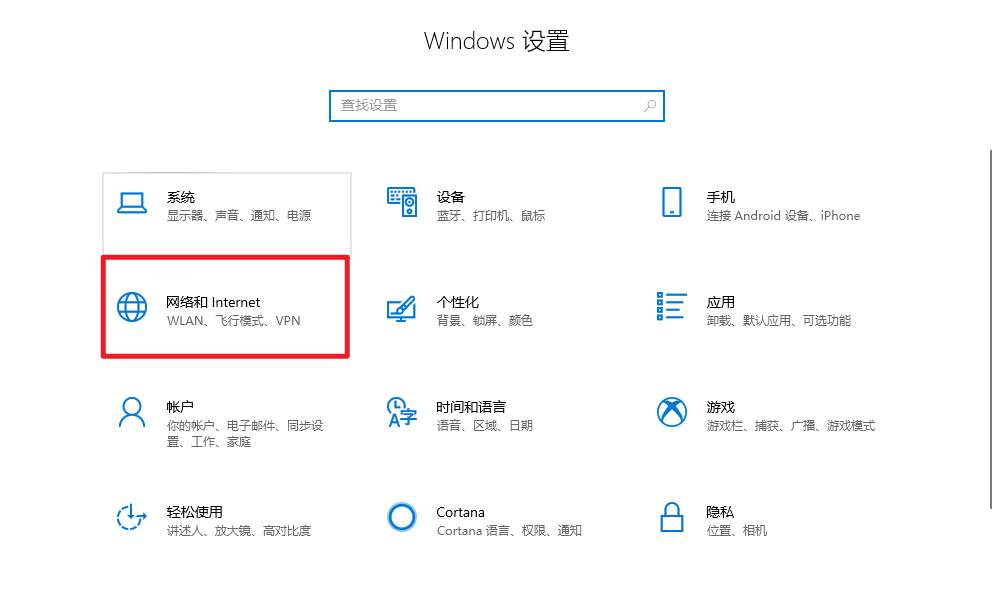 Windows 设置
查找设置
系统
显示器、声音、通知、电源
设备
蓝牙、打印机、鼠标
手机
连接 Android 设备、iPhone
网络和 Internet
WLAN、飞行模式、VPN
个性化
背景、锁屏、颜色
应用
卸载、默认应用、可选功能
帐户
你的帐户、电子邮件、同步设
置、工作、家庭
时间和语言
语音、区域、日期
游戏
游戏栏、捕获、广播、游戏模式
轻松使用
讲述人、放大镜、高对比度
Cortana
Cortana 语言、权限、通知
隐私
位置、相机